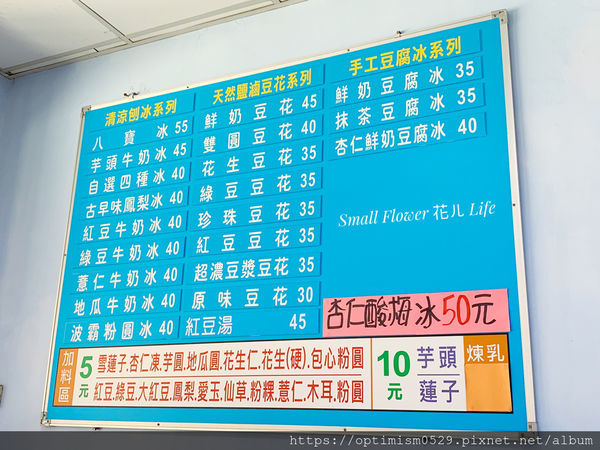 清涼刨冰系列
八寶冰 55
芋頭牛奶冰 45
自選四種冰 40
古早味鳳梨冰 40
紅豆牛奶冰 40
綠豆牛奶冰 40
薏仁牛奶冰 40
地瓜牛奶冰 40
波霸粉圓冰 40
天然鹽滷豆花系列
鮮奶豆花 45
雙圓豆花 40
花生豆花 35
綠豆豆花 35
珍珠豆花 35
紅豆豆花 35
超濃豆漿豆花 35
原味豆花 30
紅豆湯 45
手工豆腐冰系列
鮮奶豆腐冰 35
抹茶豆腐冰 35
杏仁鮮奶豆腐冰 40
Small Flower 花儿 Life
杏仁酸梅冰50元
加料區
5元
雪蓮子.杏仁凍.芋圓.地瓜圓.花生仁.花生(硬).包心粉圓
紅豆.綠豆.大紅豆.鳳梨.愛玉.仙草.粉粿.薏仁.木耳.粉圓
10元
芋頭
蓮子
煉乳
https://optimism0529.pixnet.net/album